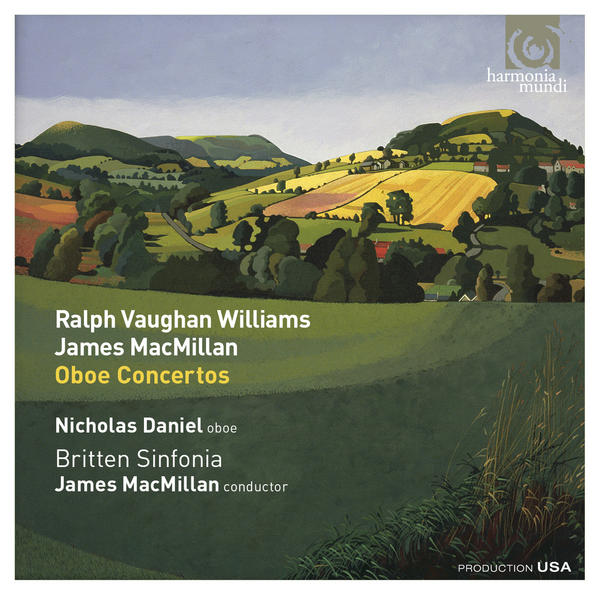 harmonia
mundi
Ralph Vaughan Williams
James MacMillan
Oboe Concertos
Nicholas Daniel oboe
Britten Sinfonia
James MacMillan conductor
PRODUCTION USA